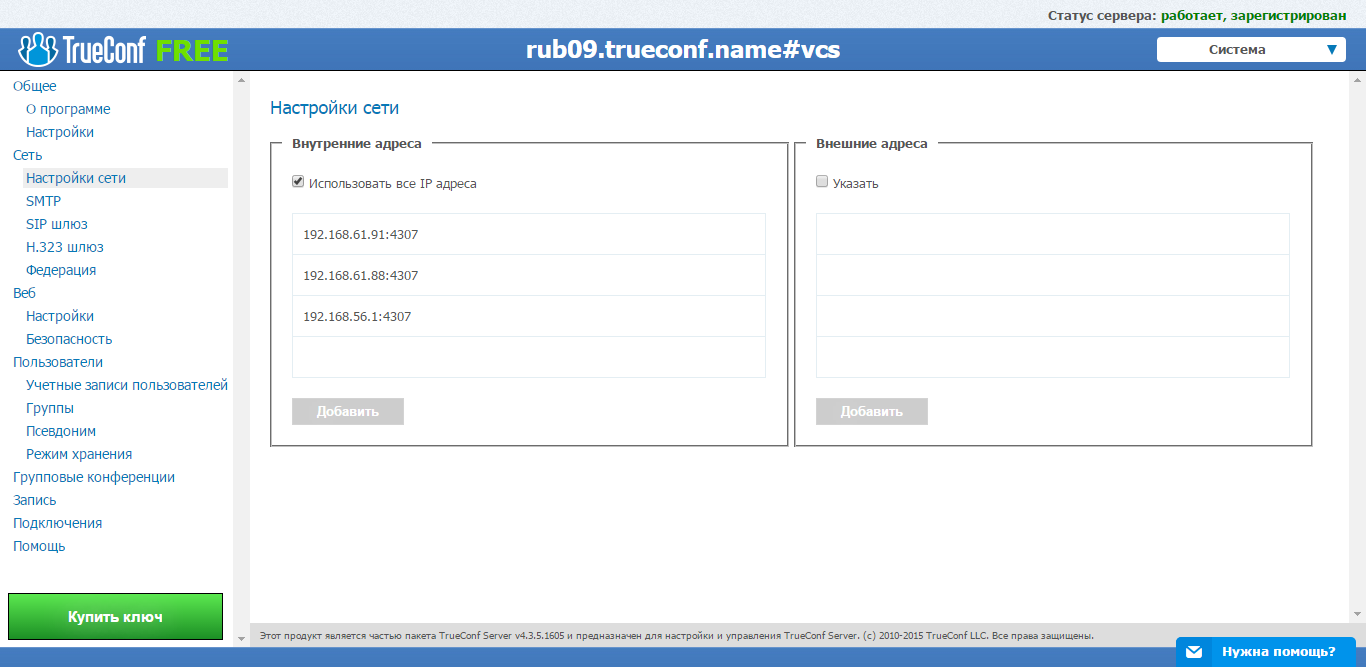 Статус сервера: работает, зарегистрирован
TrueConf FREE
rub09.trueconf.name#vcs
Система
Общее
О программе
Настройки
Сеть
Настройки сети
SMTP
SIP шлюз
H.323 шлюз
Федерация
Веб
Настройки
Безопасность
Пользователи
Учетные записи пользователей
Группы
Псевдоним
Режим хранения
Групповые конференции
Запись
Подключения
Помощь
Купить ключ
Настройки сети
Внутренние адреса
Использовать все IP адреса
192.168.61.91:4307
192.168.61.88:4307
192.168.56.1:4307
Добавить
Внешние адреса
Указать
Добавить
Этот продукт является частью пакета TrueConf Server v4.3.5.1605 и предназначен для настройки и управления TrueConf Server. (c) 2010-2015 TrueConf LLC. Все права защищены.
Нужна помощь?